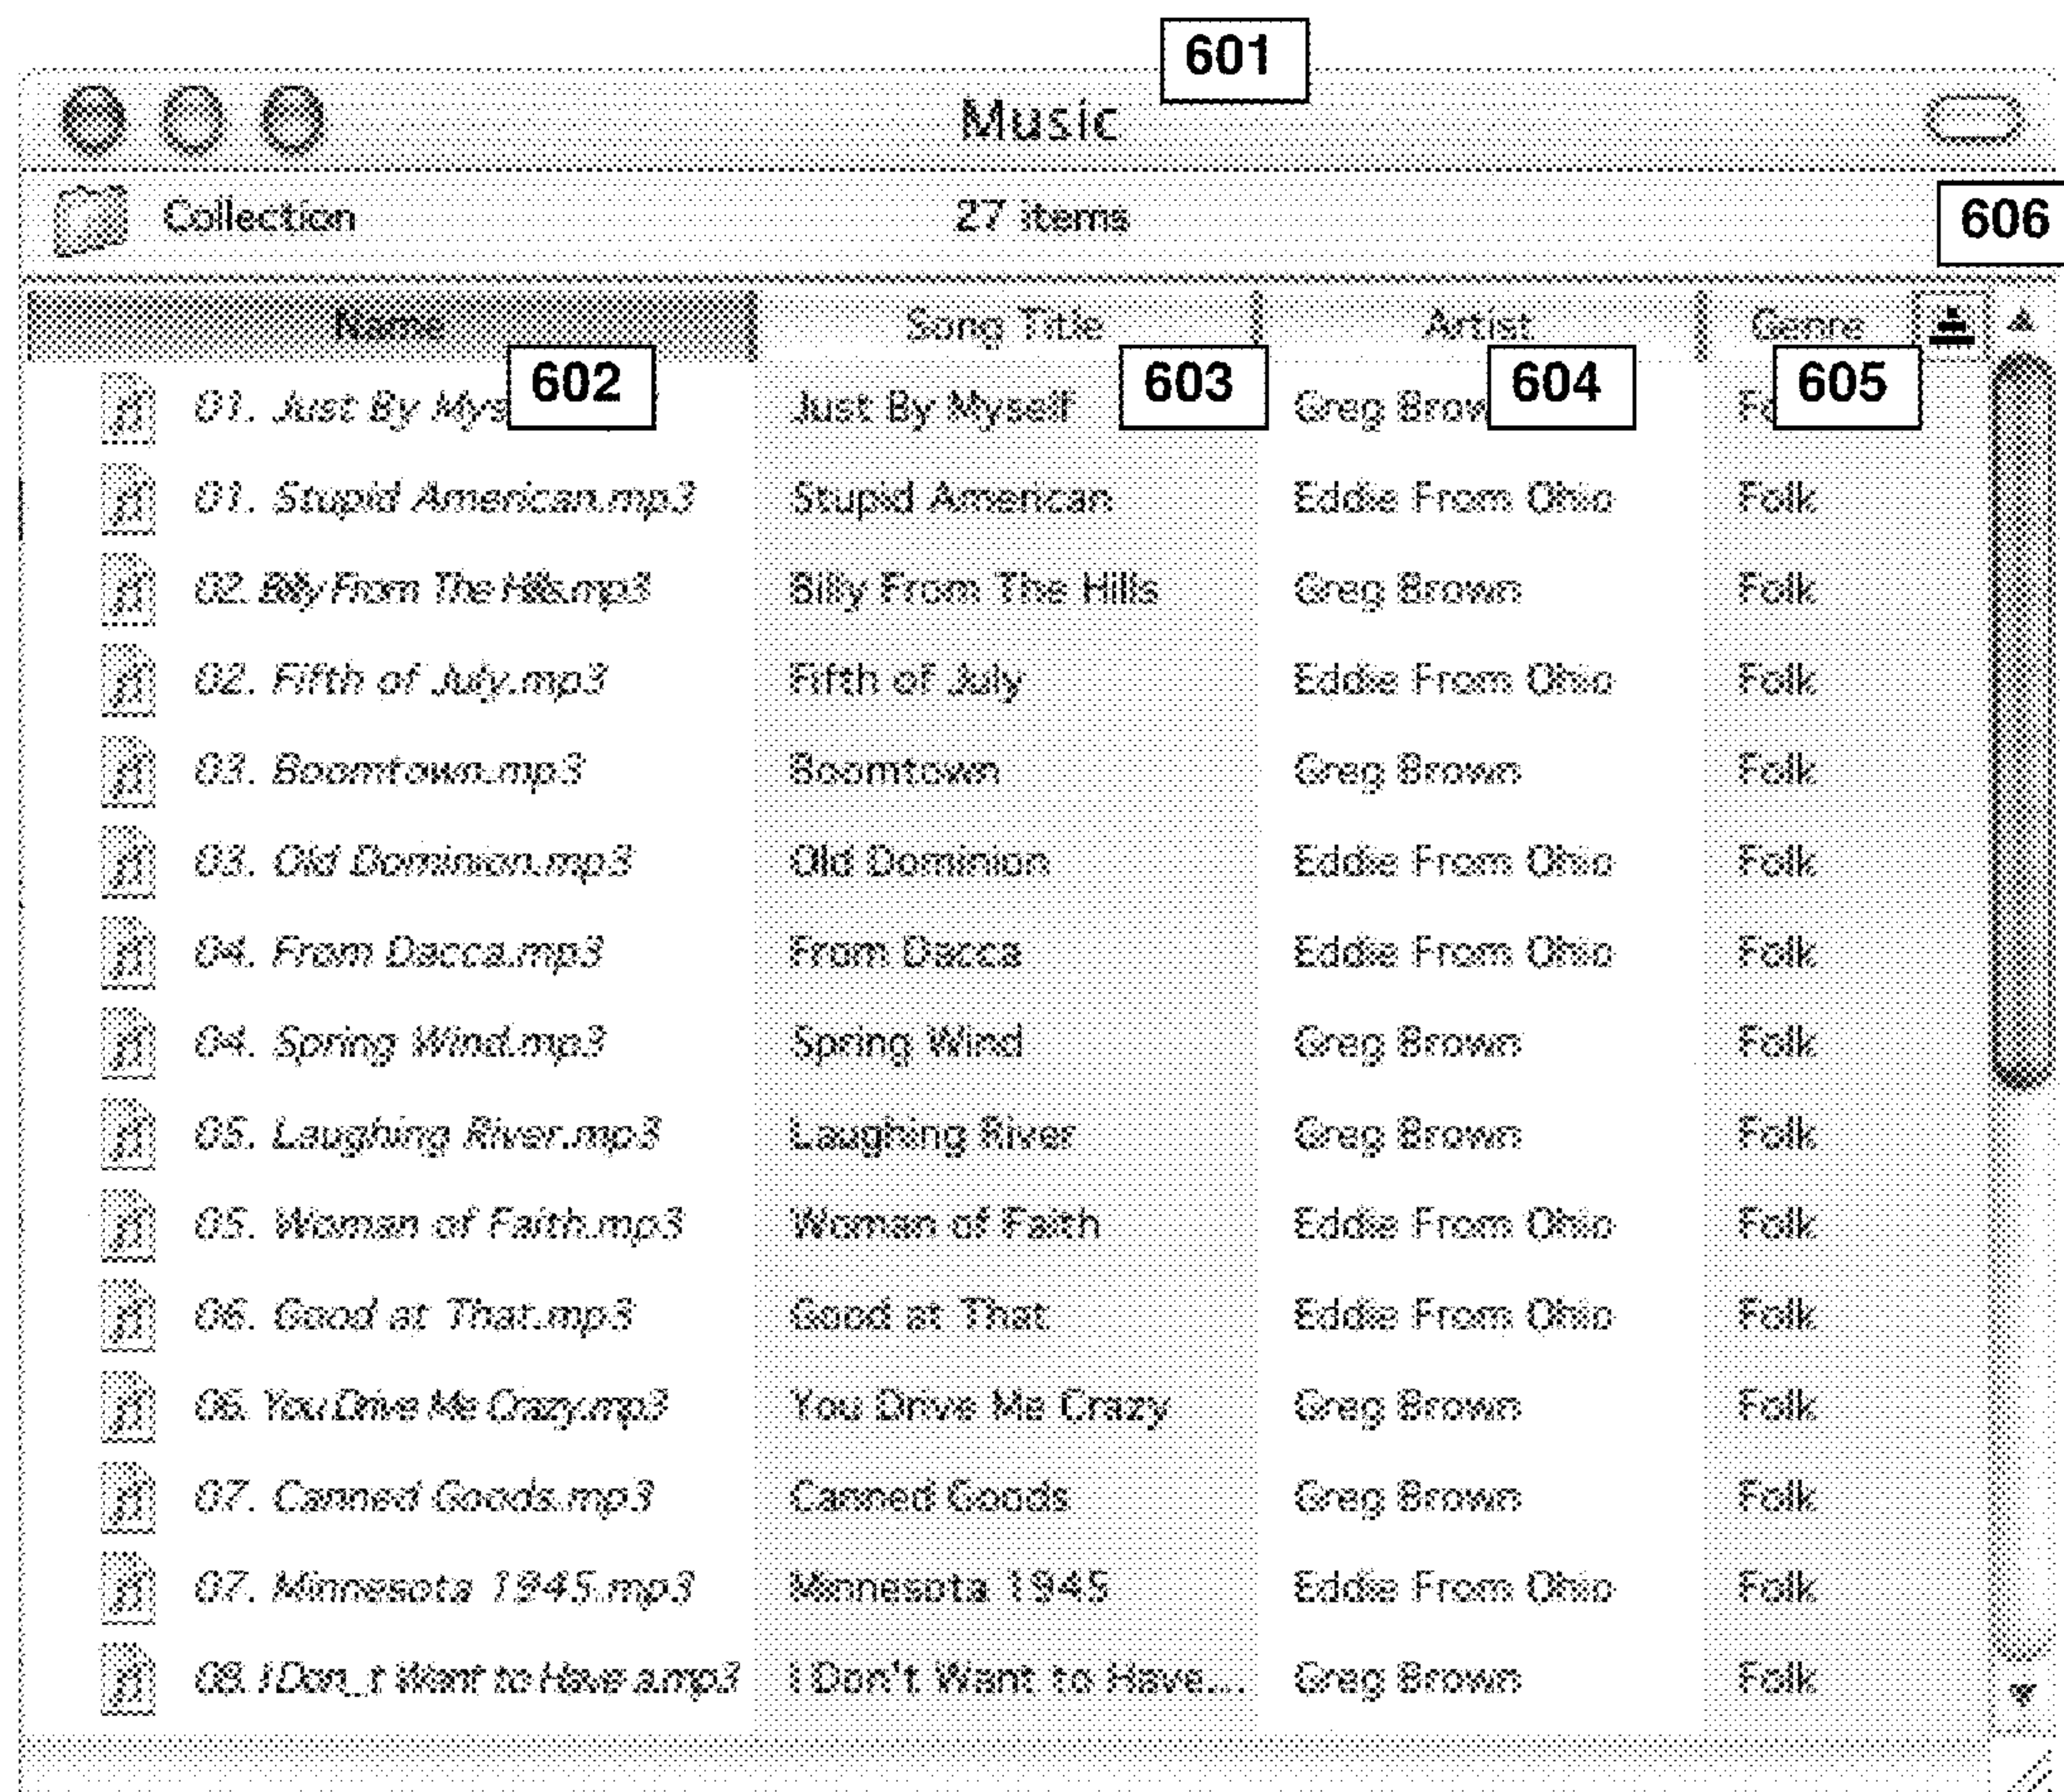 601
Music
Collection 27 items
606
Name Song Title Artist Genre
602 603 604 605
01. Just By Mys Just By Myself Greg Brow
01. Stupid American.mp3 Stupid American Eddie From Ohio Folk
02. Billy From The Hills.mp3 Billy From The Hills Greg Brown Folk
02. Fifth of July.mp3 Fifth of July Eddie From Ohio Folk
03. Boomtown.mp3 Boomtown Greg Brown Folk
03. Old Dominion.mp3 Old Dominion Eddie From Ohio Folk
04. From Dacca.mp3 From Dacca Eddie From Ohio Folk
04. Spring Wind.mp3 Spring Wind Greg Brown Folk
05. Laughing River.mp3 Laughing River Greg Brown Folk
05. Woman of Faith.mp3 Woman of Faith Eddie From Ohio Folk
06. Good at That.mp3 Good at That Eddie From Ohio Folk
06. You Drive Me Crazy.mp3 You Drive Me Crazy Greg Brown Folk
07. Canned Goods.mp3 Canned Goods Greg Brown Folk
07. Minnesota 1945.mp3 Minnesota 1945 Eddie From Ohio Folk
08. I Don_t Want to Have a.mp3 I Don't Want to Have... Greg Brown Folk